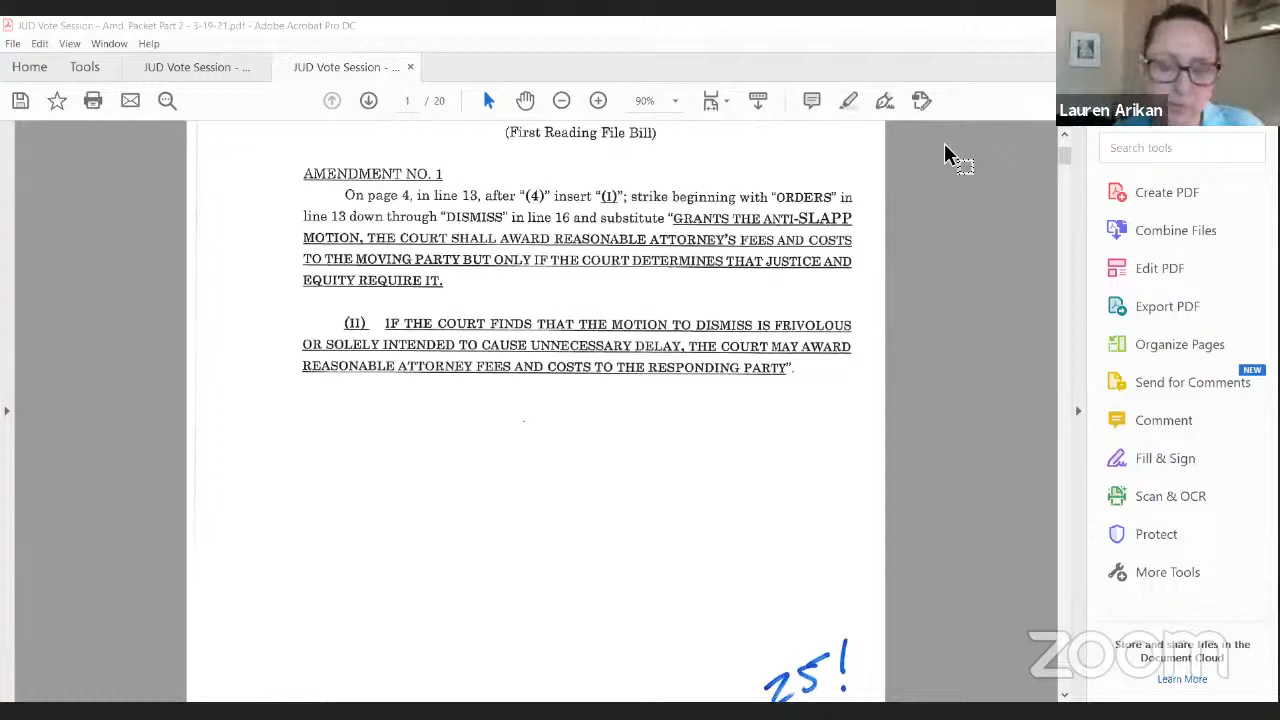 JUD Vote Session - Amd. Packet Part 2 - 3-19-21.pdf - Adobe Acrobat Pro DC
File Edit View Window Help
Home Tools JUD Vote Session - ... JUD Vote Session - ... ×
1 / 20 90%
Lauren Arikan
(First Reading File Bill)
AMENDMENT NO. 1
On page 4, in line 13, after “(4)” insert “(I)”; strike beginning with “ORDERS” in
line 13 down through “DISMISS” in line 16 and substitute “GRANTS THE ANTI-SLAPP
MOTION, THE COURT SHALL AWARD REASONABLE ATTORNEY'S FEES AND COSTS
TO THE MOVING PARTY BUT ONLY IF THE COURT DETERMINES THAT JUSTICE AND
EQUITY REQUIRE IT.
(II) IF THE COURT FINDS THAT THE MOTION TO DISMISS IS FRIVOLOUS
OR SOLELY INTENDED TO CAUSE UNNECESSARY DELAY, THE COURT MAY AWARD
REASONABLE ATTORNEY FEES AND COSTS TO THE RESPONDING PARTY”.
25!
Search tools
Create PDF
Combine Files
Edit PDF
Export PDF
Organize Pages
NEW
Send for Comments
Comment
Fill & Sign
Scan & OCR
Protect
More Tools
Store and share files in the
Document Cloud
Learn More
zoom